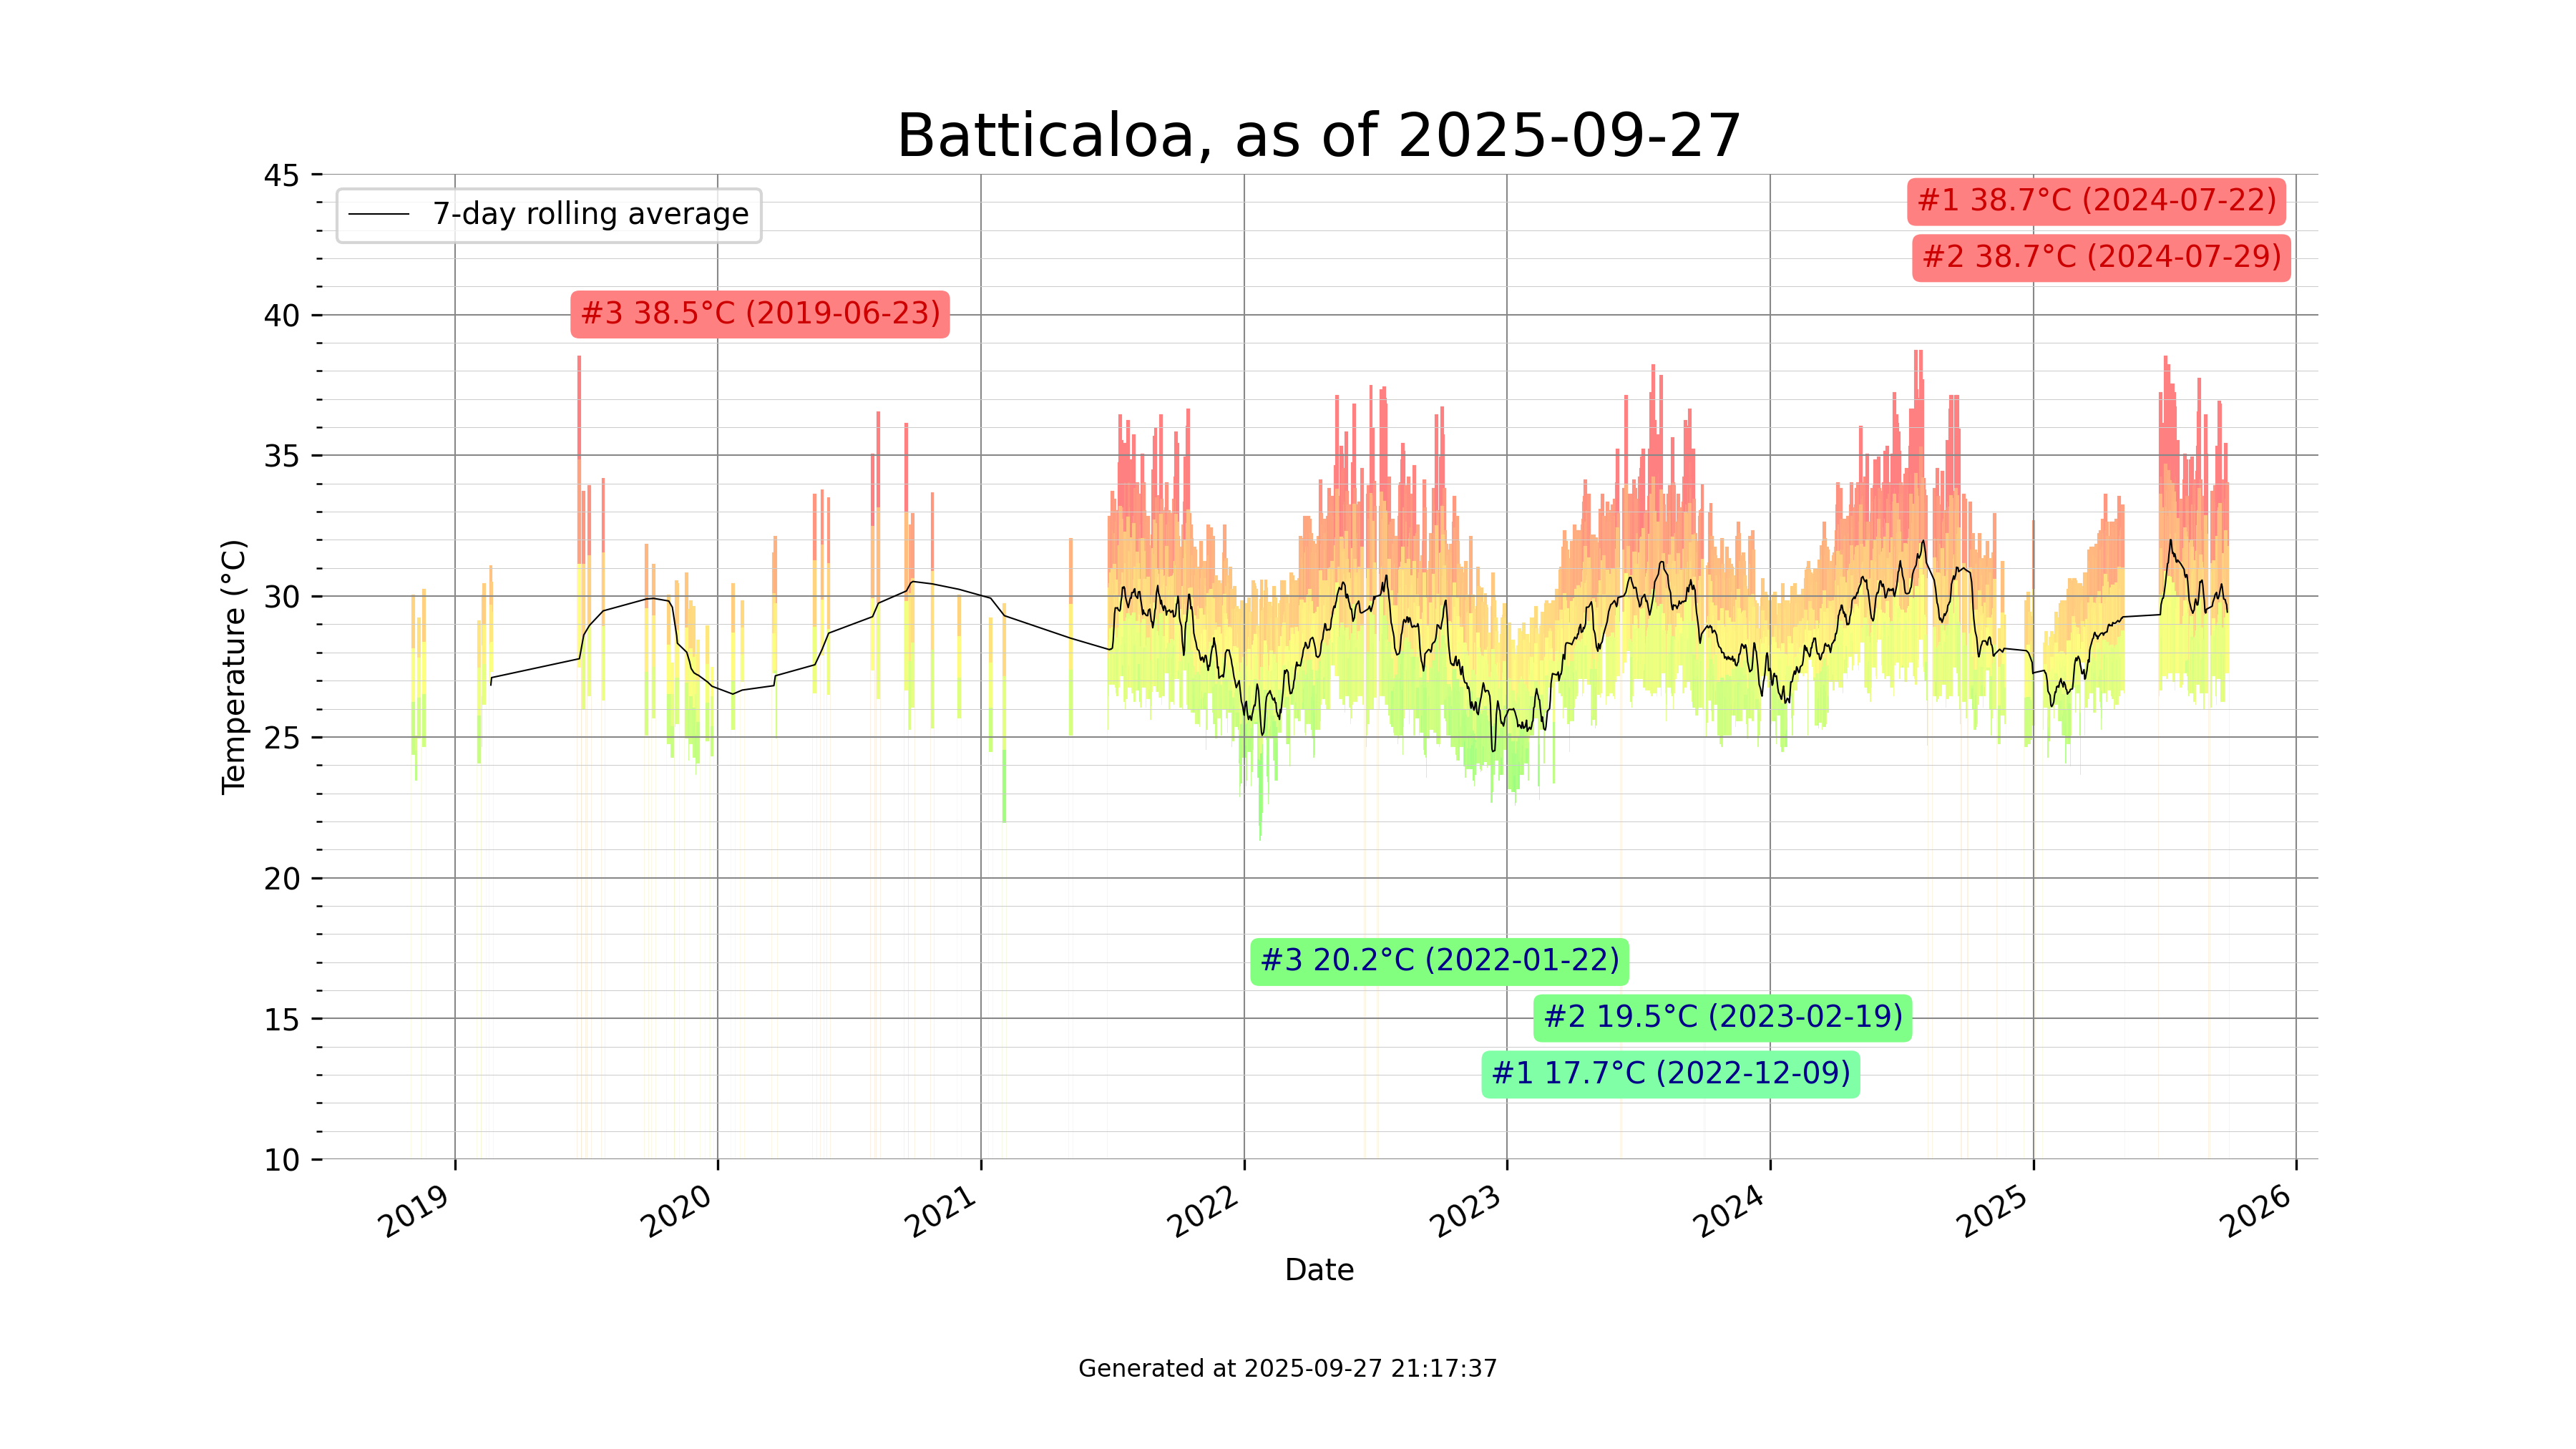 Batticaloa, as of 2025-09-27
7-day rolling average
#1 38.7°C (2024-07-22)
#2 38.7°C (2024-07-29)
#3 38.5°C (2019-06-23)
#3 20.2°C (2022-01-22)
#2 19.5°C (2023-02-19)
#1 17.7°C (2022-12-09)
Temperature (°C)
45
40
35
30
25
20
15
10
2019
2020
2021
2022
2023
2024
2025
2026
Date
Generated at 2025-09-27 21:17:37